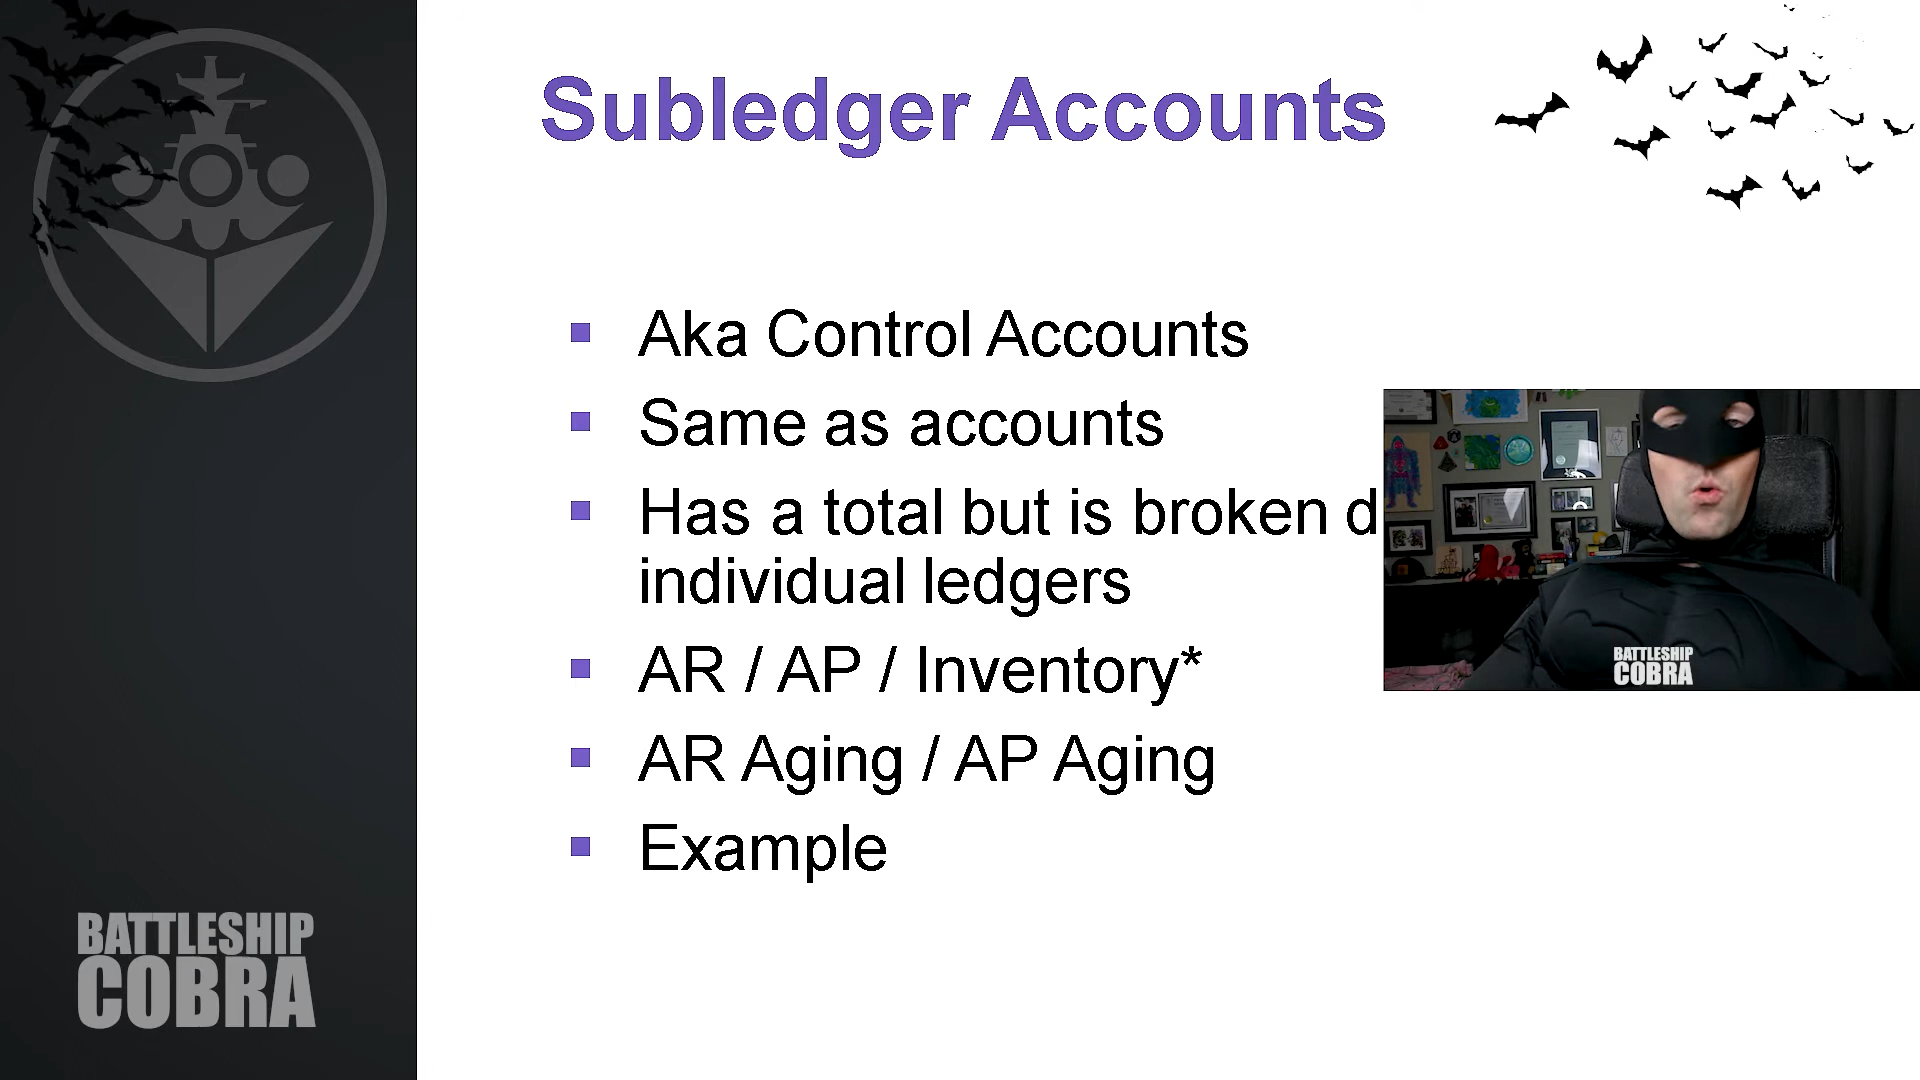 Subledger Accounts
Aka Control Accounts
Same as accounts
Has a total but is broken d
individual ledgers
AR / AP / Inventory*
AR Aging / AP Aging
Example
BATTLESHIP
COBRA
BATTLESHIP
COBRA